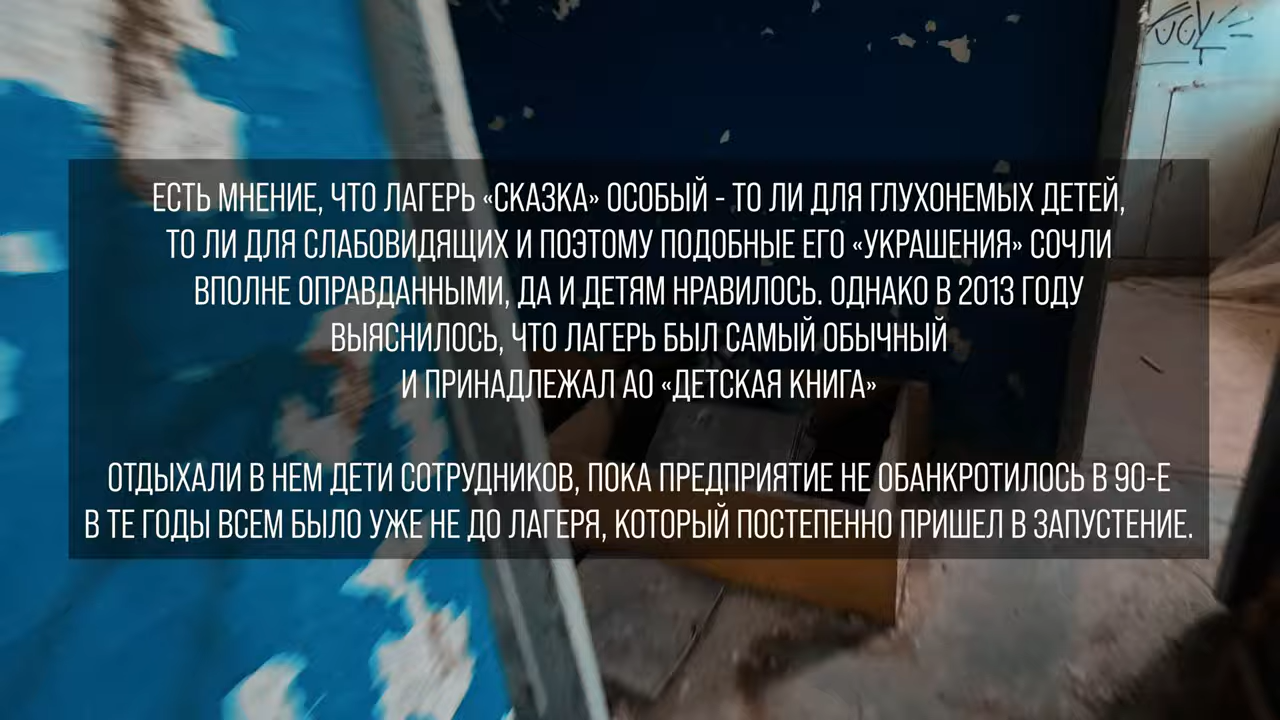 ЕСТЬ МНЕНИЕ, ЧТО ЛАГЕРЬ «СКАЗКА» ОСОБЫЙ - ТО ЛИ ДЛЯ ГЛУХОНЕМЫХ ДЕТЕЙ,
ТО ЛИ ДЛЯ СЛАБОВИДЯЩИХ И ПОЭТОМУ ПОДОБНЫЕ ЕГО «УКРАШЕНИЯ» СОЧЛИ
ВПОЛНЕ ОПРАВДАННЫМИ, ДА И ДЕТЯМ НРАВИЛОСЬ. ОДНАКО В 2013 ГОДУ
ВЫЯСНИЛОСЬ, ЧТО ЛАГЕРЬ БЫЛ САМЫЙ ОБЫЧНЫЙ
И ПРИНАДЛЕЖАЛ АО «ДЕТСКАЯ КНИГА»
ОТДЫХАЛИ В НЕМ ДЕТИ СОТРУДНИКОВ, ПОКА ПРЕДПРИЯТИЕ НЕ ОБАНКРОТИЛОСЬ В 90-Е
В ТЕ ГОДЫ ВСЕМ БЫЛО УЖЕ НЕ ДО ЛАГЕРЯ, КОТОРЫЙ ПОСТЕПЕННО ПРИШЕЛ В ЗАПУСТЕНИЕ.